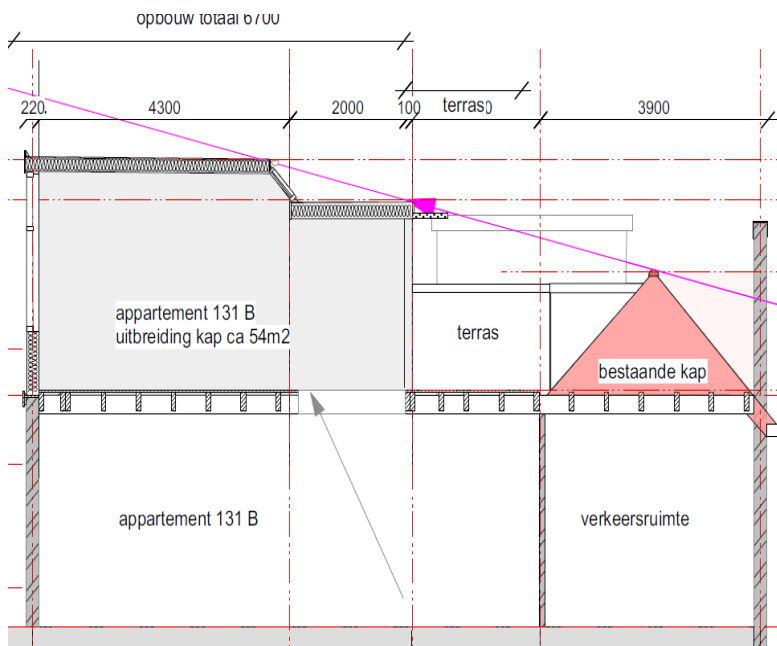 opbouw totaal 6700
220. 4300 2000 100 terras0 3900
appartement 131 B
uitbreiding kap ca 54m2
terras
bestaande kap
appartement 131 B
verkeersruimte